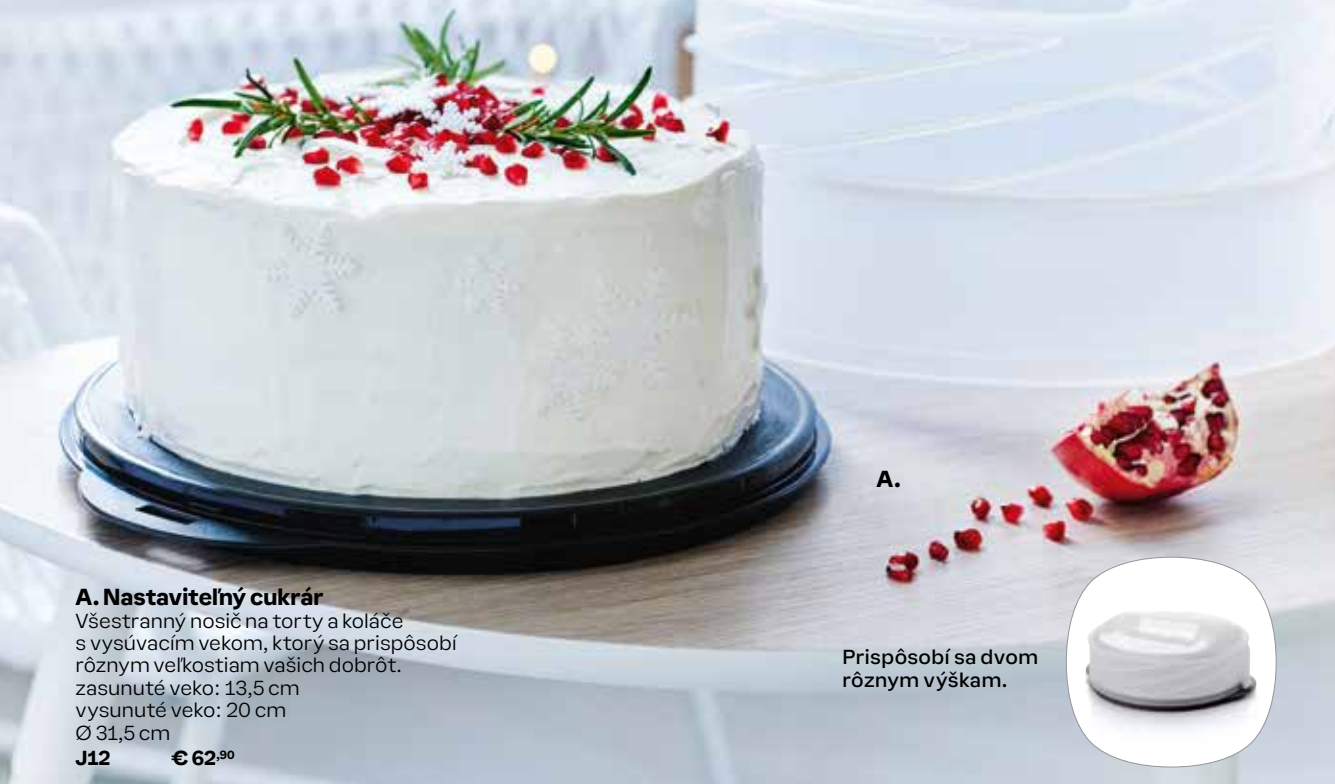 A.
A. Nastaviteľný cukrár
Všestranný nosič na torty a koláče
s vysúvacím vekom, ktorý sa prispôsobí
rôznym veľkostiam vašich dobrôt.
zasunuté veko: 13,5 cm
vysunuté veko: 20 cm
Ø 31,5 cm
J12 € 62,90
Prispôsobí sa dvom
rôznym výškam.